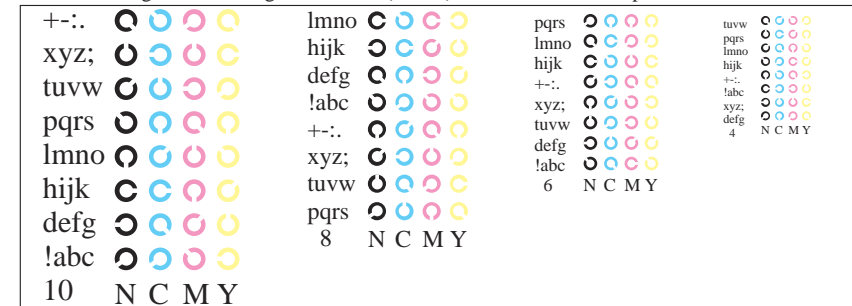 +-:.
xyz;
tuvw
pqrs
lmno
hijk
defg
!abc
10 N C M Y
lmno
hijk
defg
!abc
+-:.
xyz;
tuvw
pqrs
8 N C M Y
pqrs
lmno
hijk
+-:.
xyz;
tuvw
defg
!abc
6 N C M Y
tuvw
pqrs
lmno
hijk
+-:.
!abc
xyz;
defg
4 N C M Y